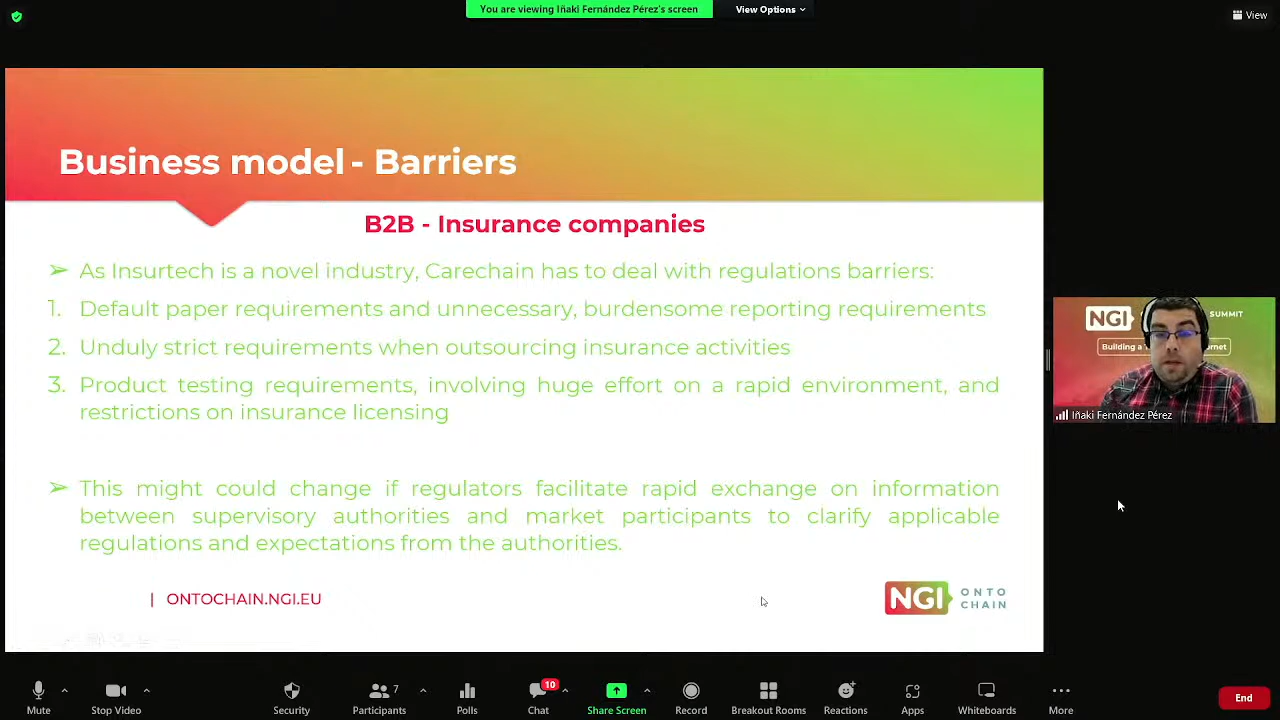 You are viewing Iñaki Fernández Pérez's screen
View Options
View
Business model - Barriers
B2B - Insurance companies
➢ As Insurtech is a novel industry, Carechain has to deal with regulations barriers:
1. Default paper requirements and unnecessary, burdensome reporting requirements
2. Unduly strict requirements when outsourcing insurance activities
3. Product testing requirements, involving huge effort on a rapid environment, and
restrictions on insurance licensing
➢ This might could change if regulators facilitate rapid exchange on information
between supervisory authorities and market participants to clarify applicable
regulations and expectations from the authorities.
| ONTOCHAIN.NGI.EU
NGI ONTO
CHAIN
NGI SUMMIT
Building a
Iñaki Fernández Pérez
7
10
Mute
Stop Video
Security
Participants
Polls
Chat
Share Screen
Record
Breakout Rooms
Reactions
Apps
Whiteboards
More
End